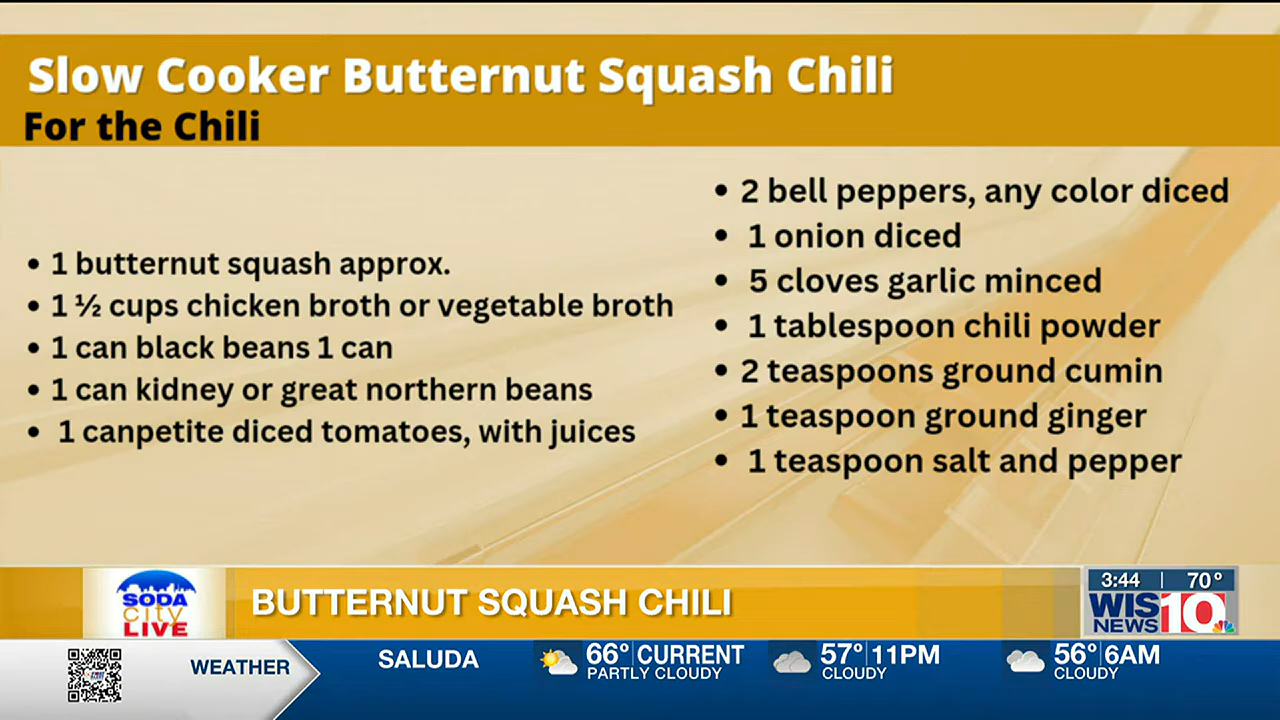 Slow Cooker Butternut Squash Chili
For the Chili
• 1 butternut squash approx.
• 1 ½ cups chicken broth or vegetable broth
• 1 can black beans 1 can
• 1 can kidney or great northern beans
• 1 canpetite diced tomatoes, with juices
• 2 bell peppers, any color diced
• 1 onion diced
• 5 cloves garlic minced
• 1 tablespoon chili powder
• 2 teaspoons ground cumin
• 1 teaspoon ground ginger
• 1 teaspoon salt and pepper
SODA
city
LIVE
BUTTERNUT SQUASH CHILI
3:44 | 70°
WIS
NEWS 10
WEATHER
SALUDA
66° CURRENT
PARTLY CLOUDY
57° 11PM
CLOUDY
56° 6AM
CLOUDY